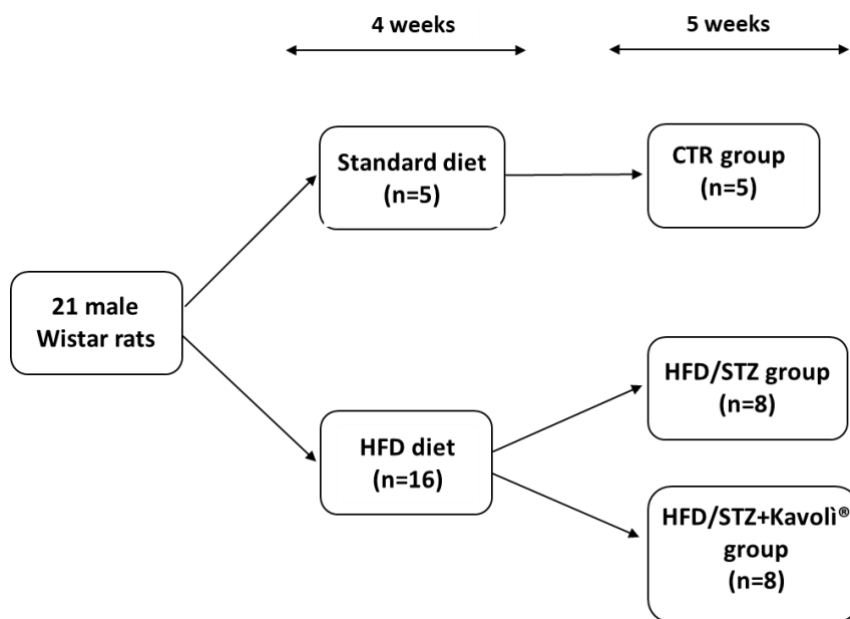 4 weeks
5 weeks
Standard diet
(n=5)
CTR group
(n=5)
21 male
Wistar rats
HFD/STZ group
(n=8)
HFD diet
(n=16)
HFD/STZ+Kavolì®
group
(n=8)